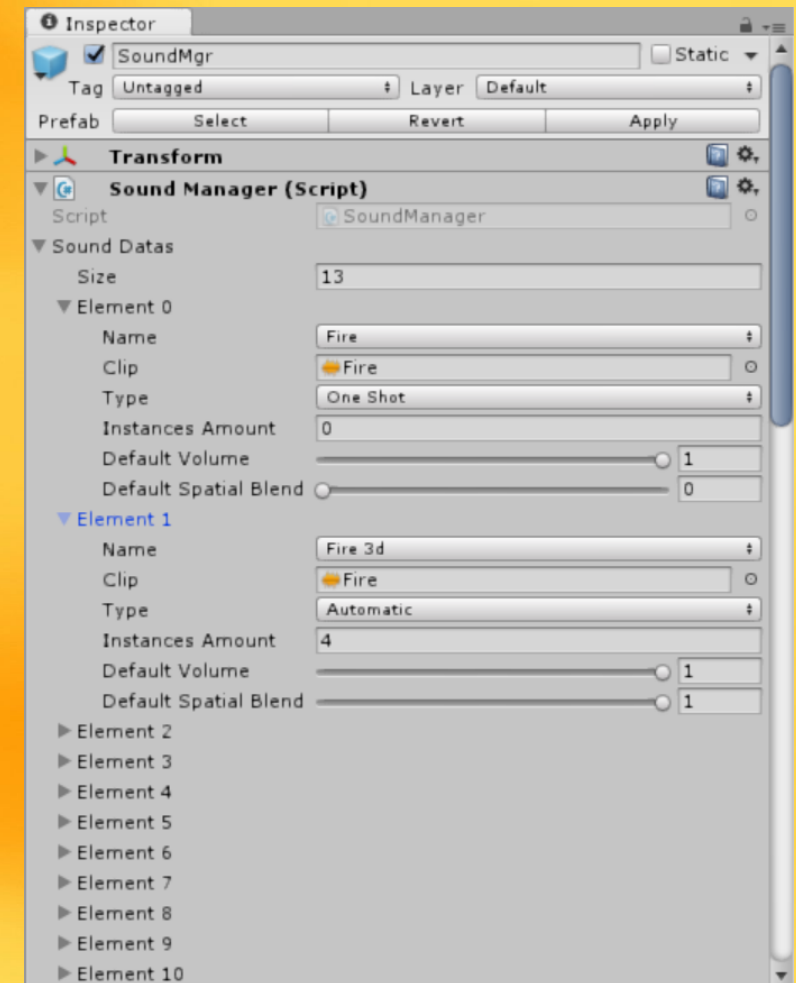 Inspector
SoundMgr Static
Tag Untagged Layer Default
Prefab Select Revert Apply
Transform
Sound Manager (Script)
Script SoundManager
Sound Datas
Size 13
Element 0
Name Fire
Clip Fire
Type One Shot
Instances Amount 0
Default Volume 1
Default Spatial Blend 0
Element 1
Name Fire 3d
Clip Fire
Type Automatic
Instances Amount 4
Default Volume 1
Default Spatial Blend 1
Element 2
Element 3
Element 4
Element 5
Element 6
Element 7
Element 8
Element 9
Element 10